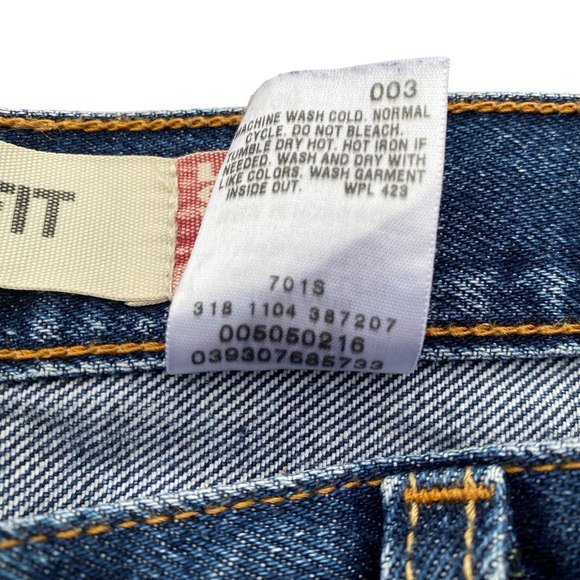 FIT
003
MACHINE WASH COLD. NORMAL
CYCLE. DO NOT BLEACH.
TUMBLE DRY HOT. HOT IRON IF
NEEDED. WASH AND DRY WITH
LIKE COLORS. WASH GARMENT
INSIDE OUT. WPL 423
701S
318 1104 387207
005050216
039307685733